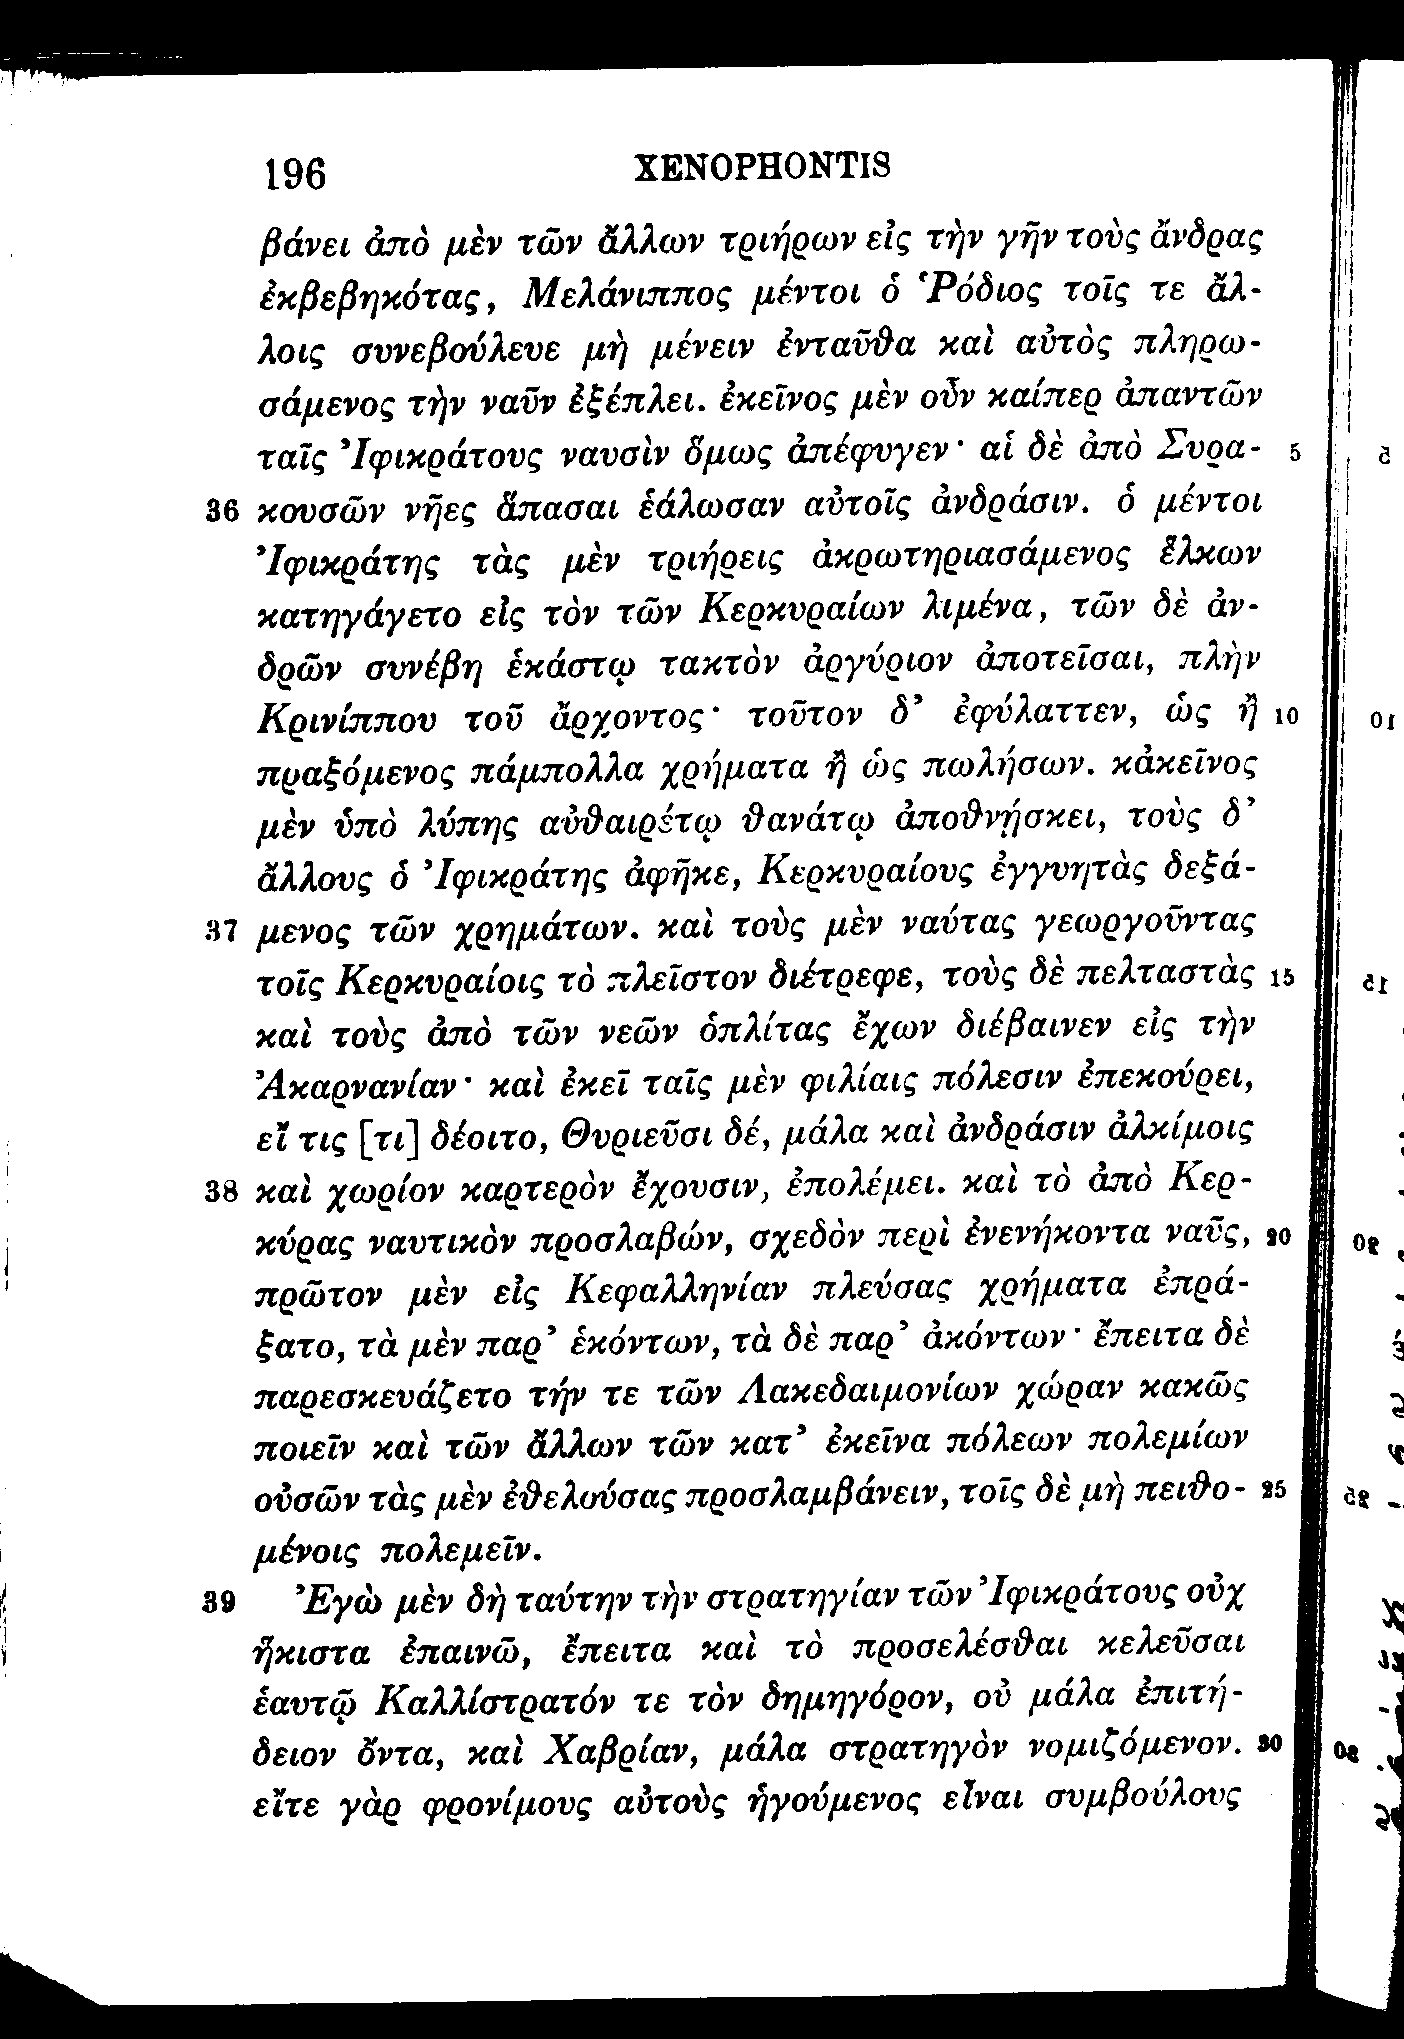 196 XENOPHONTIS
βάνει ἀπὸ μὲν τῶν ἄλλων τριήρων εἰς τὴν γῆν τοὺς ἄνδρας
ἐκβεβηκότας, Μελάνιππος μέντοι ὁ Ῥόδιος τοῖς τε ἄλ-
λοις συνεβούλευε μὴ μένειν ἐνταῦθα καὶ αὐτὸς πληρω-
σάμενος τὴν ναῦν ἐξέπλει. ἐκεῖνος μὲν οὖν καίπερ ἀπαντῶν
ταῖς Ἰφικράτους ναυσὶν ὅμως ἀπέφυγεν· αἱ δὲ ἀπὸ Συρα- 5
36 κουσῶν νῆες ἅπασαι ἑάλωσαν αὐτοῖς ἀνδράσιν. ὁ μέντοι
Ἰφικράτης τὰς μὲν τριήρεις ἀκρωτηριασάμενος ἕλκων
κατηγάγετο εἰς τὸν τῶν Κερκυραίων λιμένα, τῶν δὲ ἀν-
δρῶν συνέβη ἑκάστῳ τακτὸν ἀργύριον ἀποτεῖσαι, πλὴν
Κρινίππου τοῦ ἄρχοντος· τοῦτον δ’ ἐφύλαττεν, ὡς ἢ 10
πραξόμενος πάμπολλα χρήματα ἢ ὡς πωλήσων. κἀκεῖνος
μὲν ὑπὸ λύπης αὐθαιρέτῳ θανάτῳ ἀποθνῄσκει, τοὺς δ’
ἄλλους ὁ Ἰφικράτης ἀφῆκε, Κερκυραίους ἐγγυητὰς δεξά-
37 μενος τῶν χρημάτων. καὶ τοὺς μὲν ναύτας γεωργοῦντας
τοῖς Κερκυραίοις τὸ πλεῖστον διέτρεφε, τοὺς δὲ πελταστὰς 15
καὶ τοὺς ἀπὸ τῶν νεῶν ὁπλίτας ἔχων διέβαινεν εἰς τὴν
Ἀκαρνανίαν· καὶ ἐκεῖ ταῖς μὲν φιλίαις πόλεσιν ἐπεκούρει,
εἴ τις [τι] δέοιτο, Θυριεῦσι δέ, μάλα καὶ ἀνδράσιν ἀλκίμοις
38 καὶ χωρίον καρτερὸν ἔχουσιν, ἐπολέμει. καὶ τὸ ἀπὸ Κερ-
κύρας ναυτικὸν προσλαβών, σχεδὸν περὶ ἐνενήκοντα ναῦς, 20
πρῶτον μὲν εἰς Κεφαλληνίαν πλεύσας χρήματα ἐπρά-
ξατο, τὰ μὲν παρ’ ἑκόντων, τὰ δὲ παρ’ ἀκόντων· ἔπειτα δὲ
παρεσκευάζετο τήν τε τῶν Λακεδαιμονίων χώραν κακῶς
ποιεῖν καὶ τῶν ἄλλων τῶν κατ’ ἐκεῖνα πόλεων πολεμίων
οὐσῶν τὰς μὲν ἐθελούσας προσλαμβάνειν, τοῖς δὲ μὴ πειθο- 25
μένοις πολεμεῖν.
39 Ἐγὼ μὲν δὴ ταύτην τὴν στρατηγίαν τῶν Ἰφικράτους οὐχ
ἥκιστα ἐπαινῶ, ἔπειτα καὶ τὸ προσελέσθαι κελεῦσαι
ἑαυτῷ Καλλίστρατόν τε τὸν δημηγόρον, οὐ μάλα ἐπιτή-
δειον ὄντα, καὶ Χαβρίαν, μάλα στρατηγὸν νομιζόμενον. 30
εἴτε γὰρ φρονίμους αὐτοὺς ἡγούμενος εἶναι συμβούλους